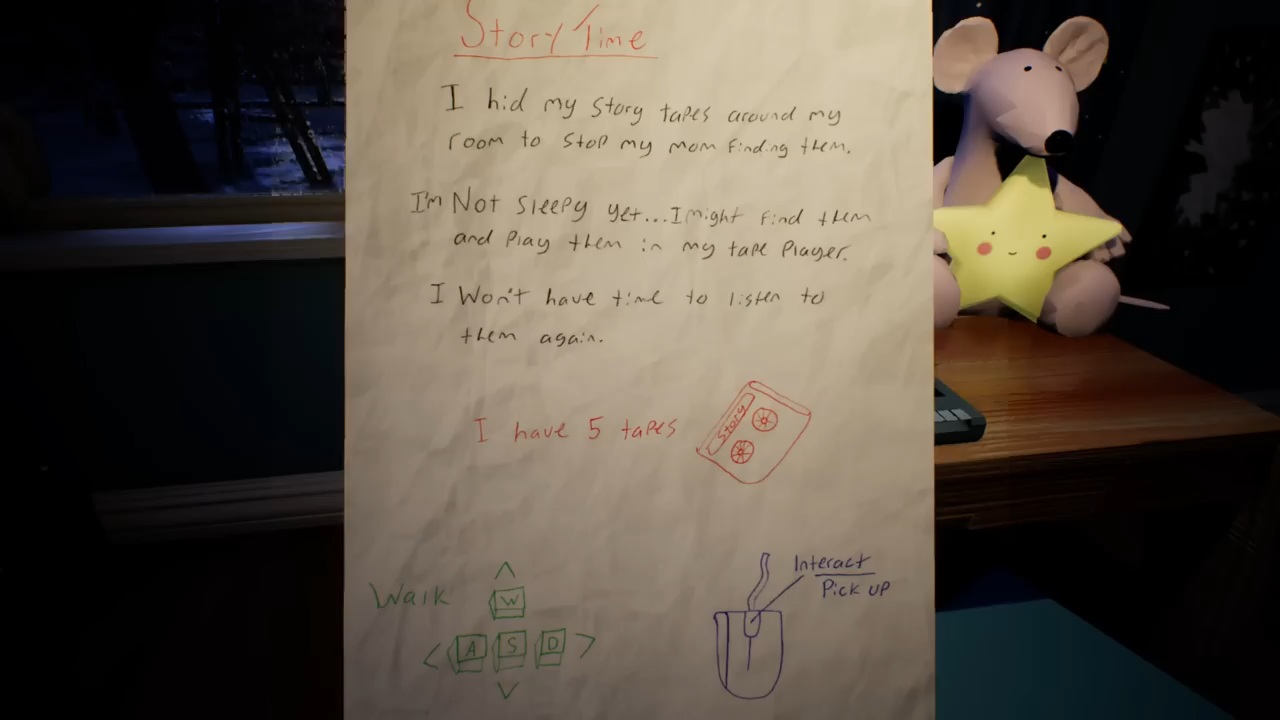 Story Time
I hid my story tapes around my
room to stop my mom finding them.
I'm Not sleepy yet...I might find them
and play them in my tape player.
I Won't have time to listen to
them again.
I have 5 tapes
Story
Walk
W
A S D
Interact
Pick up